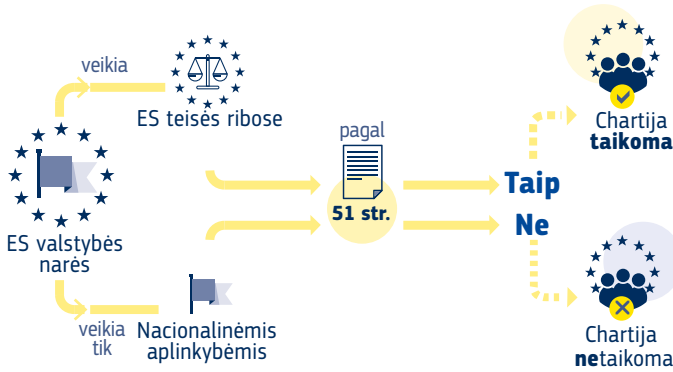 veikia
ES teisės ribose
ES valstybės
narės
veikia
tik
Nacionalinėmis
aplinkybėmis
pagal
51 str.
Taip
Ne
Chartija
taikoma
Chartija
netaikoma